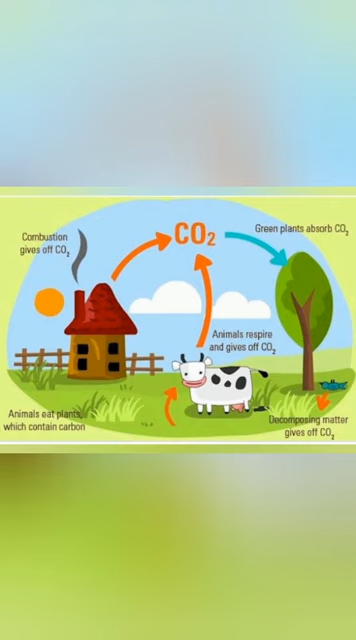 Combustion
gives off CO₂
CO₂
Green plants absorb CO₂
Animals respire
and gives off CO₂
Animals eat plants,
which contain carbon
Decomposing matter
gives off CO₂